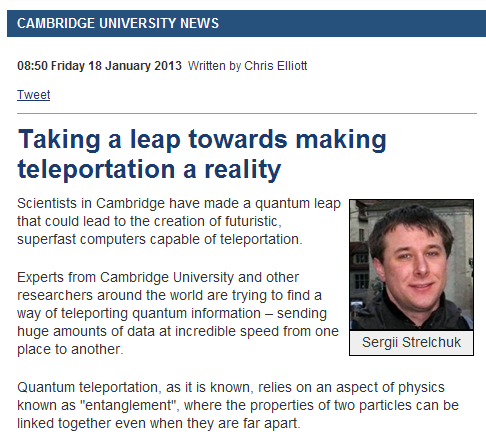 CAMBRIDGE UNIVERSITY NEWS
08:50 Friday 18 January 2013 Written by Chris Elliott
Tweet
Taking a leap towards making
teleportation a reality
Scientists in Cambridge have made a quantum leap
that could lead to the creation of futuristic,
superfast computers capable of teleportation.
Experts from Cambridge University and other
researchers around the world are trying to find a
way of teleporting quantum information – sending
huge amounts of data at incredible speed from one
place to another.
Sergii Strelchuk
Quantum teleportation, as it is known, relies on an aspect of physics
known as "entanglement", where the properties of two particles can be
linked together even when they are far apart.